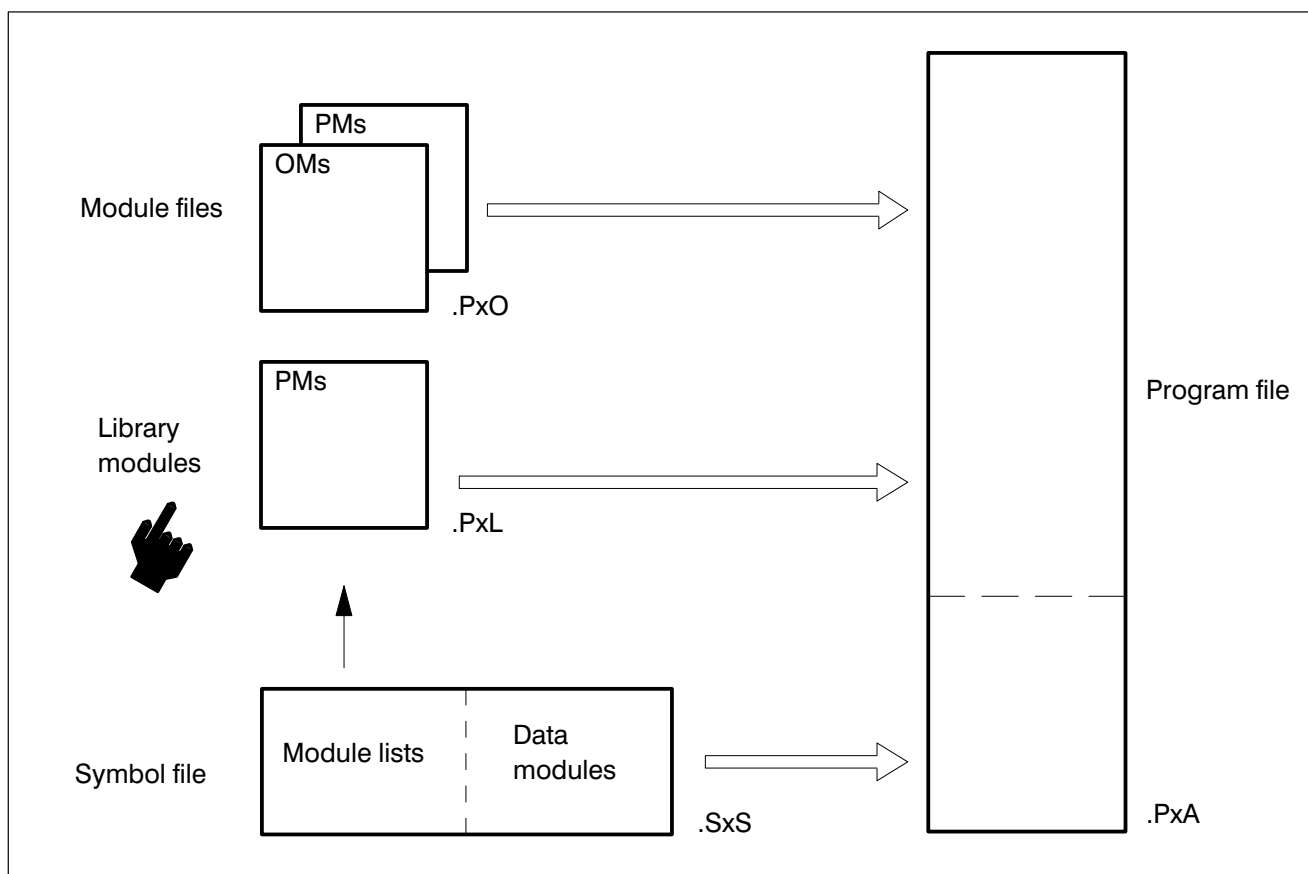 PMs
OMs
Module files
.PxO
PMs
Library
modules
.PxL
Program file
Module lists
Data
modules
Symbol file
.SxS
.PxA